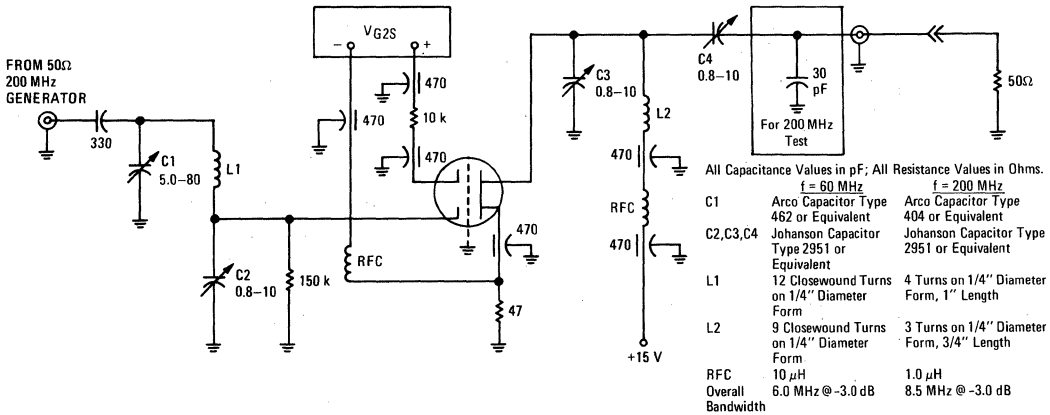 V_G2S
–
+
FROM 50Ω
200 MHz
GENERATOR
330
C1
5.0–80
L1
C2
0.8–10
150 k
470
470
10 k
470
RFC
470
47
C3
0.8–10
L2
470
RFC
470
+15 V
C4
0.8–10
30
pF
For 200 MHz
Test
50Ω
All Capacitance Values in pF; All Resistance Values in Ohms.
f = 60 MHz f = 200 MHz
C1 Arco Capacitor Type Arco Capacitor Type
462 or Equivalent 404 or Equivalent
C2,C3,C4 Johanson Capacitor Johanson Capacitor Type
Type 2951 or 2951 or Equivalent
Equivalent
L1 12 Closewound Turns 4 Turns on 1/4" Diameter
on 1/4" Diameter Form, 1" Length
Form
L2 9 Closewound Turns 3 Turns on 1/4" Diameter
on 1/4" Diameter Form, 3/4" Length
Form
RFC 10 μH 1.0 μH
Overall 6.0 MHz @ –3.0 dB 8.5 MHz @ –3.0 dB
Bandwidth